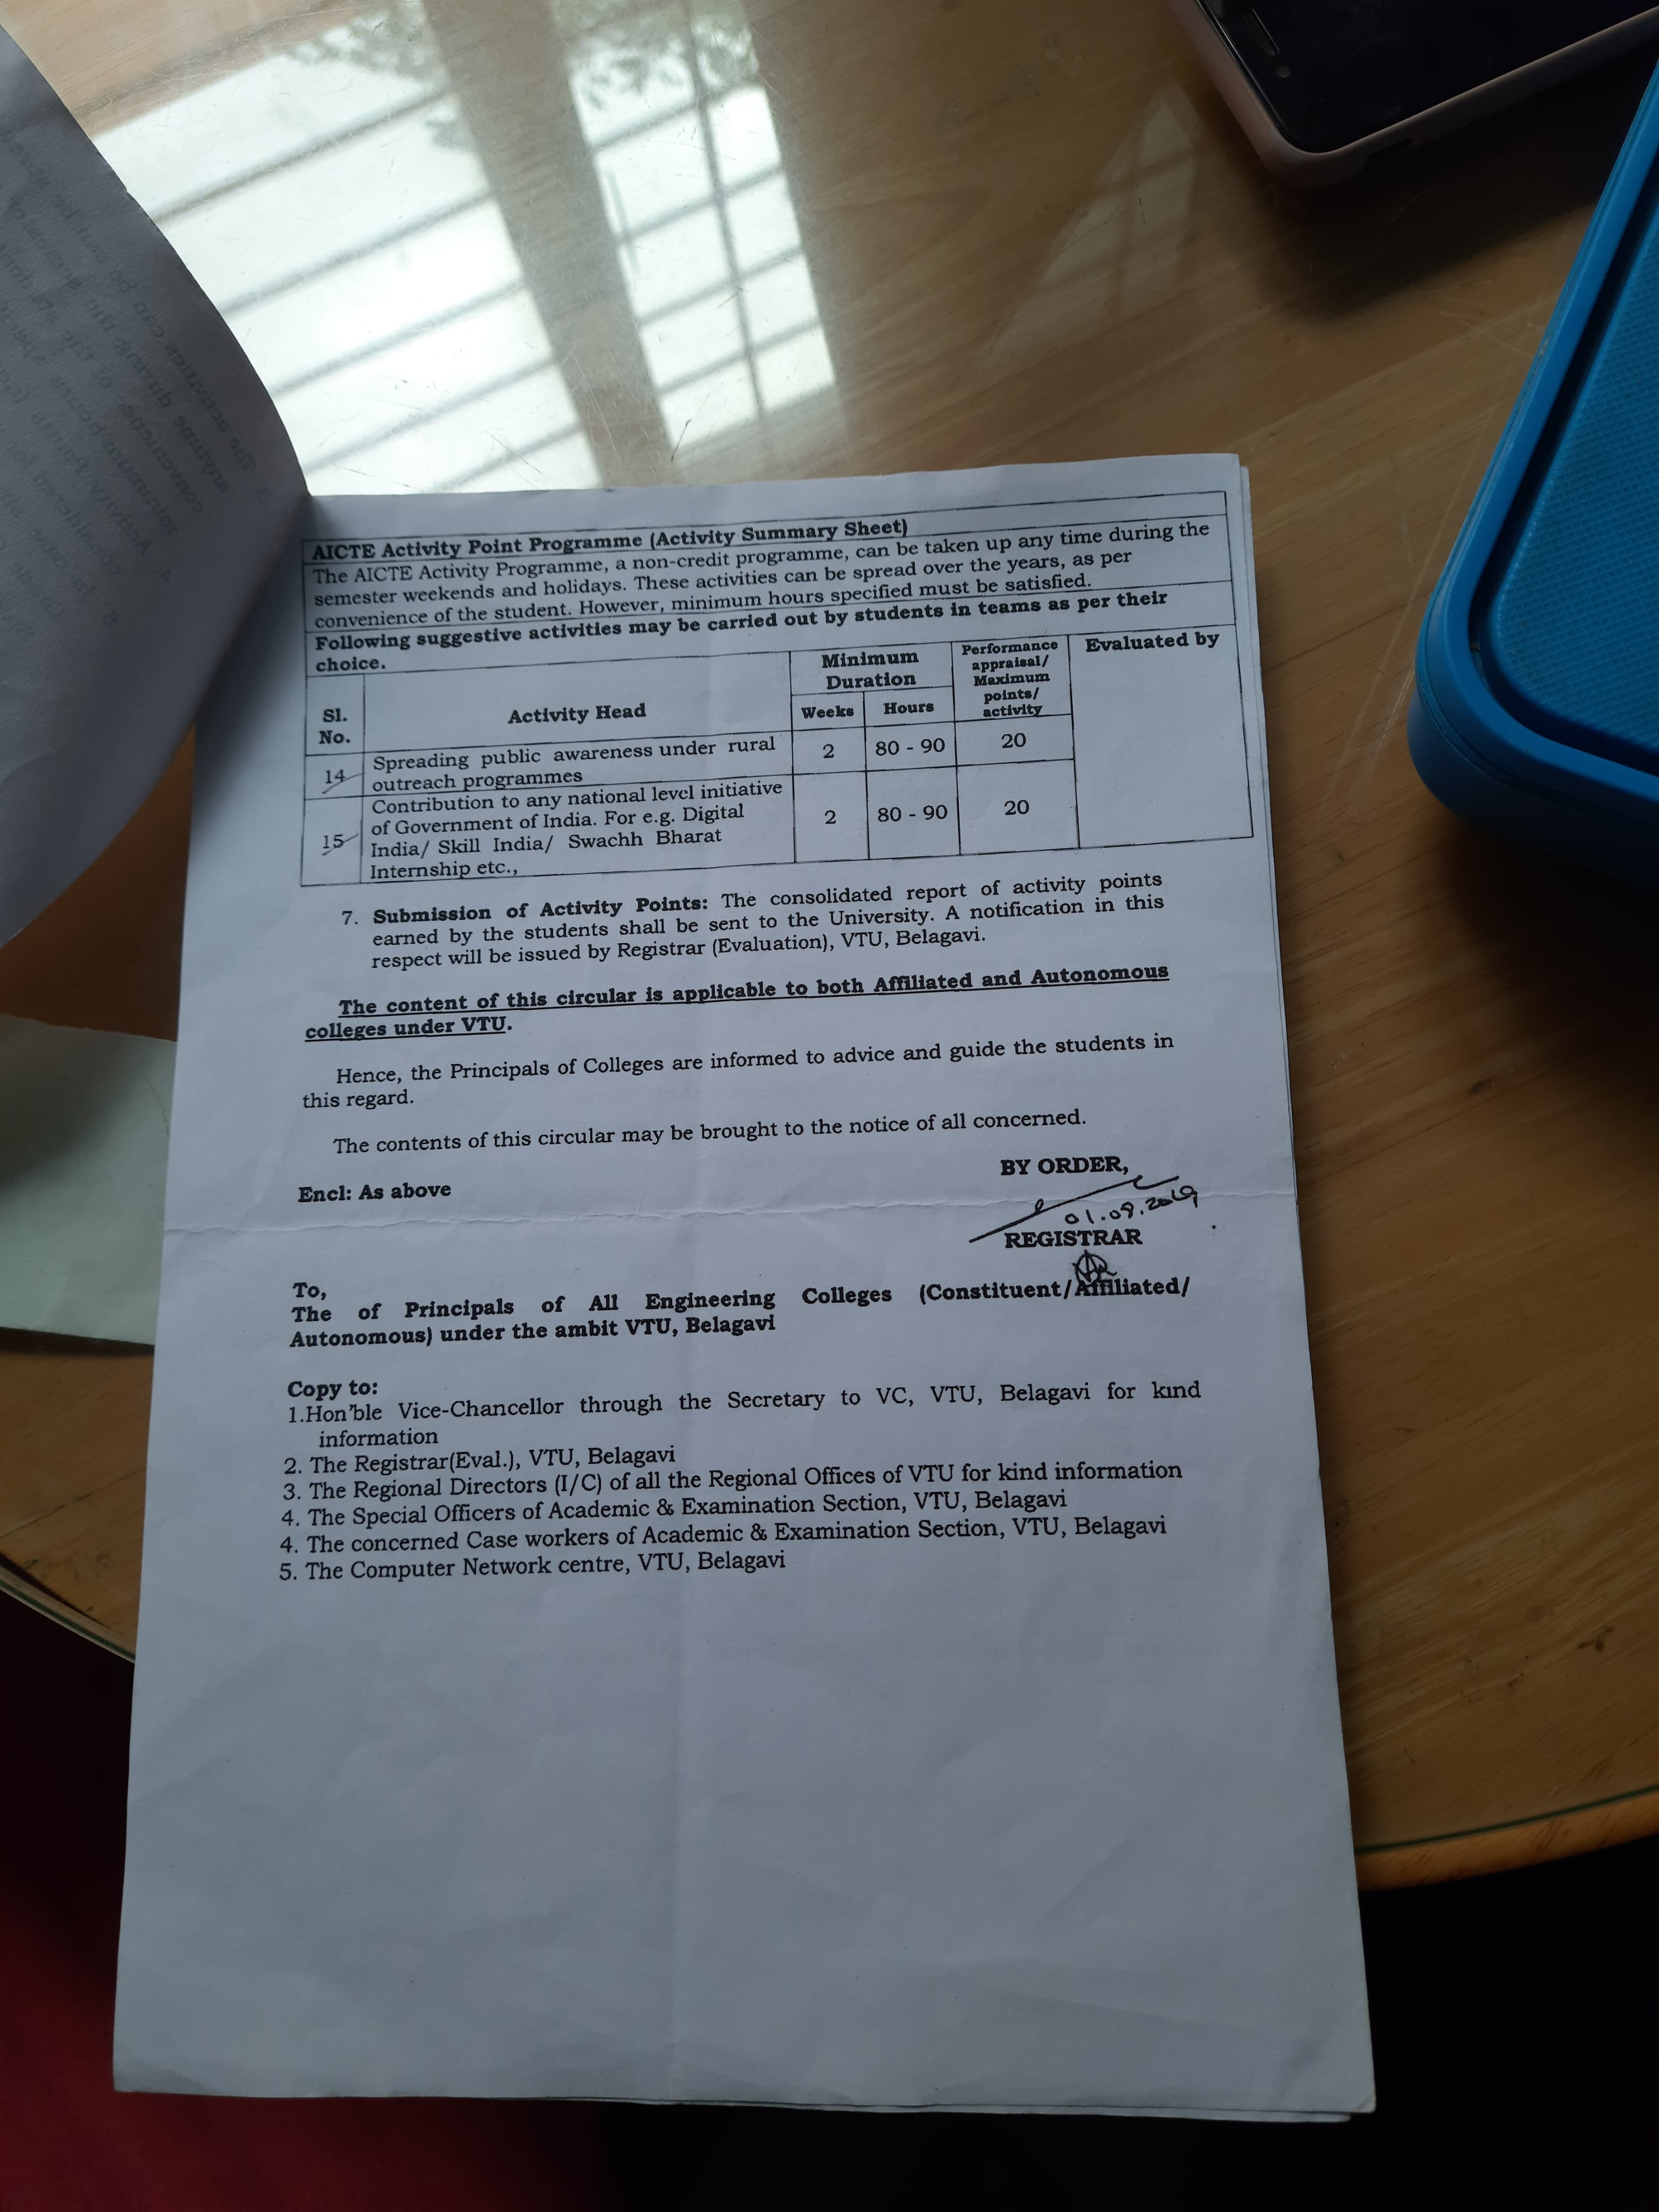 AICTE Activity Point Programme (Activity Summary Sheet)
The AICTE Activity Programme, a non-credit programme, can be taken up any time during the
semester weekends and holidays. These activities can be spread over the years, as per
convenience of the student. However, minimum hours specified must be satisfied.
Following suggestive activities may be carried out by students in teams as per their
choice.
Sl. No.
Activity Head
Minimum Duration
Weeks
Hours
Performance appraisal/ Maximum points/ activity
Evaluated by
14
Spreading public awareness under rural
outreach programmes
2
80 - 90
20
15
Contribution to any national level initiative
of Government of India. For e.g. Digital
India/ Skill India/ Swachh Bharat
Internship etc.,
2
80 - 90
20
7. Submission of Activity Points: The consolidated report of activity points
earned by the students shall be sent to the University. A notification in this
respect will be issued by Registrar (Evaluation), VTU, Belagavi.
The content of this circular is applicable to both Affiliated and Autonomous
colleges under VTU.
Hence, the Principals of Colleges are informed to advice and guide the students in
this regard.
The contents of this circular may be brought to the notice of all concerned.
BY ORDER,
Encl: As above
01.08.2019
REGISTRAR
To,
The of Principals of All Engineering Colleges (Constituent/Affiliated/
Autonomous) under the ambit VTU, Belagavi
Copy to:
1.Hon'ble Vice-Chancellor through the Secretary to VC, VTU, Belagavi for kind
information
2. The Registrar(Eval.), VTU, Belagavi
3. The Regional Directors (I/C) of all the Regional Offices of VTU for kind information
4. The Special Officers of Academic & Examination Section, VTU, Belagavi
4. The concerned Case workers of Academic & Examination Section, VTU, Belagavi
5. The Computer Network centre, VTU, Belagavi